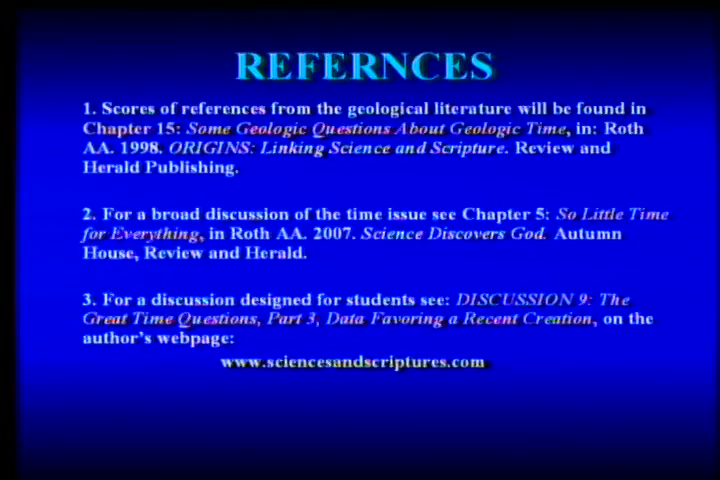 REFERNCES
1. Scores of references from the geological literature will be found in
Chapter 15: Some Geologic Questions About Geologic Time, in: Roth
AA. 1998. ORIGINS: Linking Science and Scripture. Review and
Herald Publishing.
2. For a broad discussion of the time issue see Chapter 5: So Little Time
for Everything, in Roth AA. 2007. Science Discovers God. Autumn
House, Review and Herald.
3. For a discussion designed for students see: DISCUSSION 9: The
Great Time Questions, Part 3, Data Favoring a Recent Creation, on the
author's webpage:
www.sciencesandscriptures.com